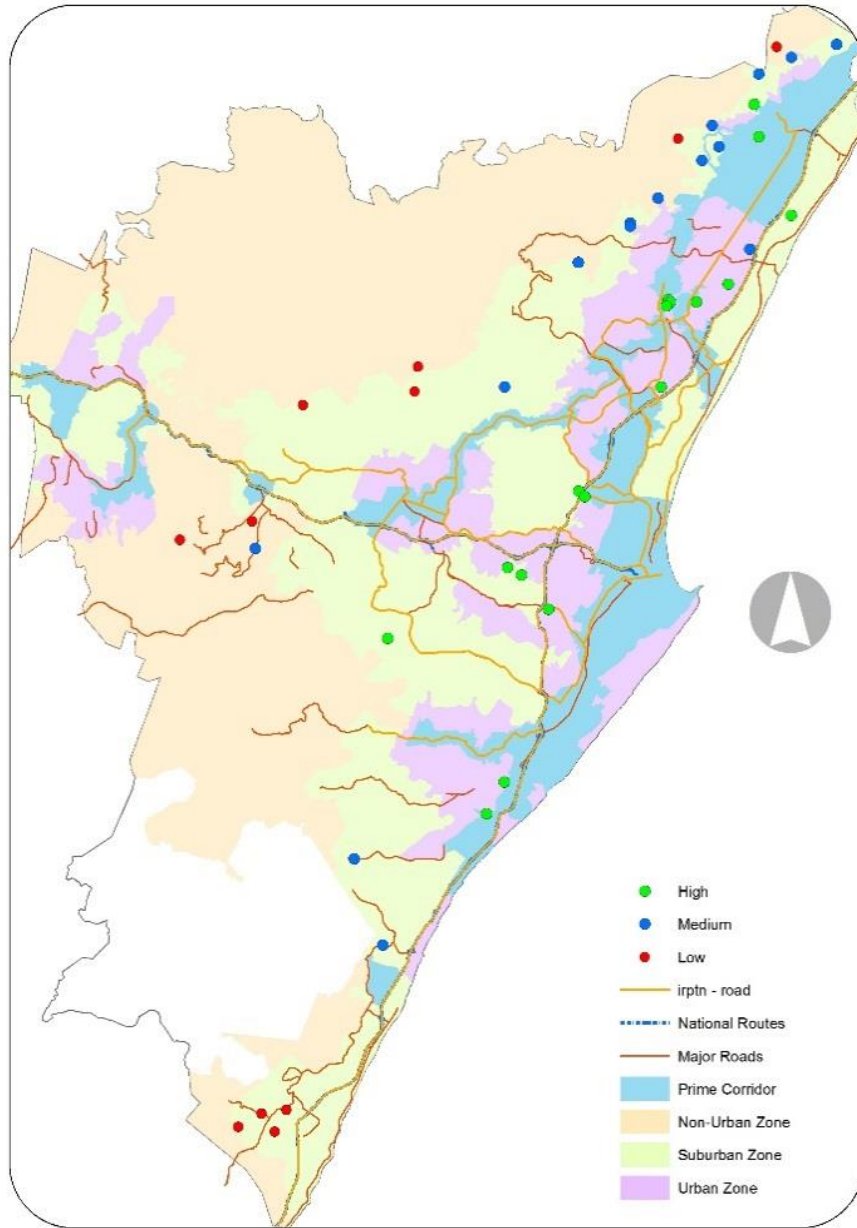 High
Medium
Low
irptn - road
National Routes
Major Roads
Prime Corridor
Non-Urban Zone
Suburban Zone
Urban Zone